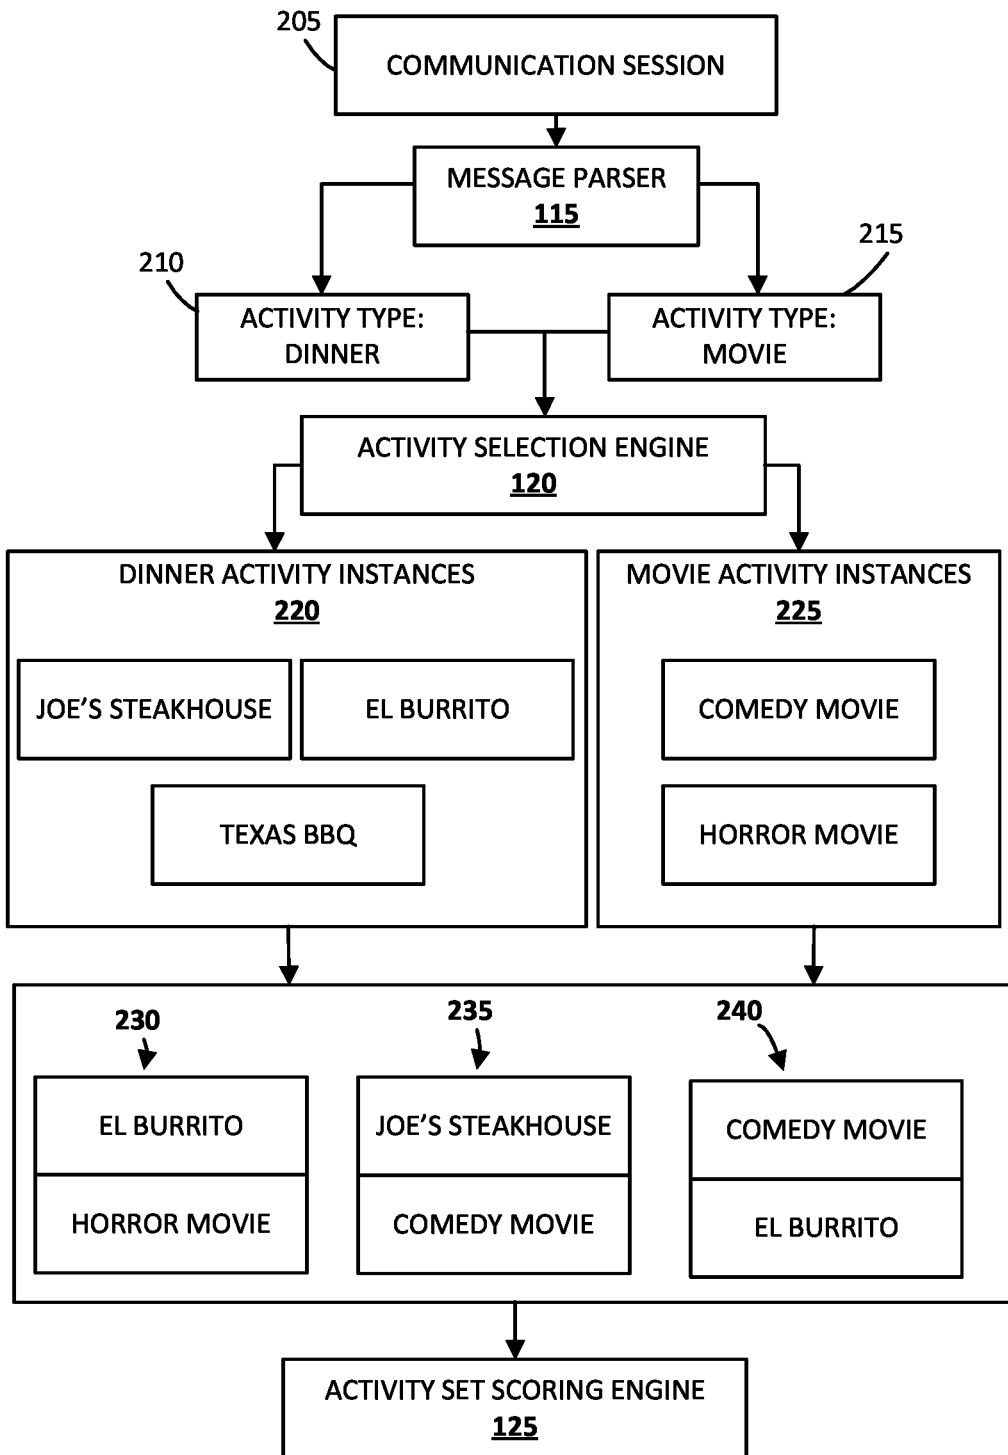 205
COMMUNICATION SESSION
MESSAGE PARSER
115
210
215
ACTIVITY TYPE:
DINNER
ACTIVITY TYPE:
MOVIE
ACTIVITY SELECTION ENGINE
120
DINNER ACTIVITY INSTANCES
220
JOE'S STEAKHOUSE
EL BURRITO
TEXAS BBQ
MOVIE ACTIVITY INSTANCES
225
COMEDY MOVIE
HORROR MOVIE
230
EL BURRITO
HORROR MOVIE
235
JOE'S STEAKHOUSE
COMEDY MOVIE
240
COMEDY MOVIE
EL BURRITO
ACTIVITY SET SCORING ENGINE
125